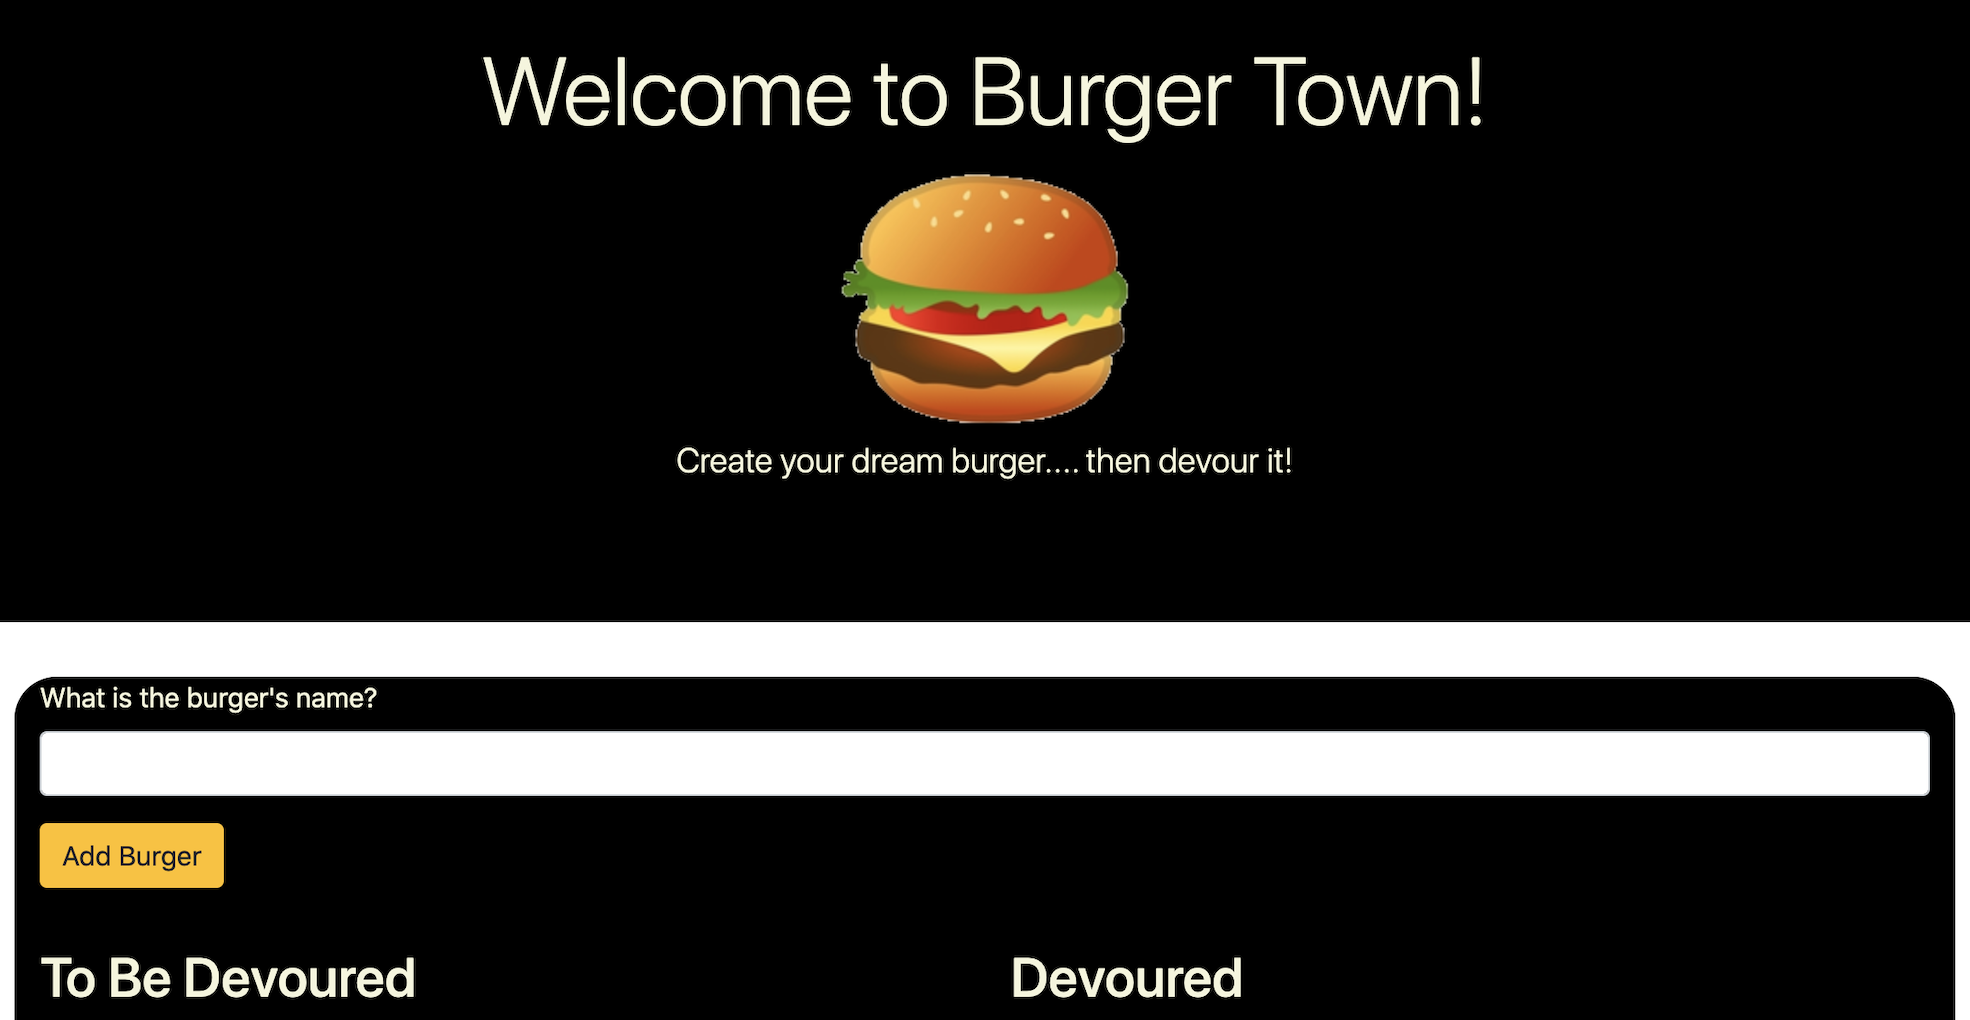 Welcome to Burger Town!
Create your dream burger.... then devour it!
What is the burger's name?
Add Burger
To Be Devoured
Devoured